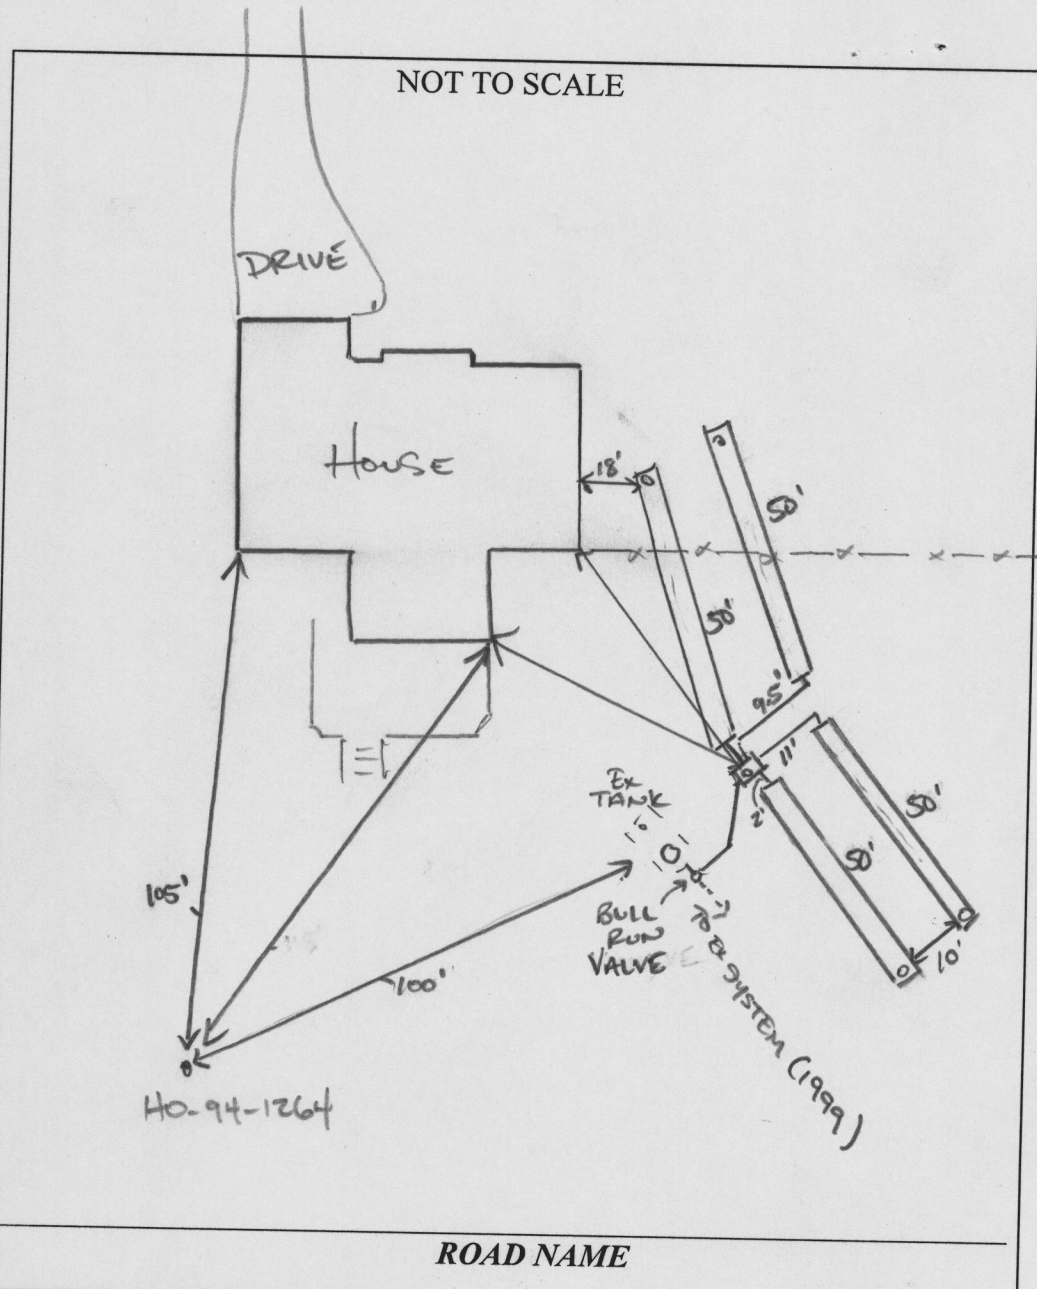 NOT TO SCALE
DRIVE
HOUSE
18'
50'
50'
9.5'
11'
2'
EX
TANK
50'
50'
105'
BULL
RUN
VALVE
10'
100'
TO EX SYSTEM (1999)
HO-94-1264
ROAD NAME